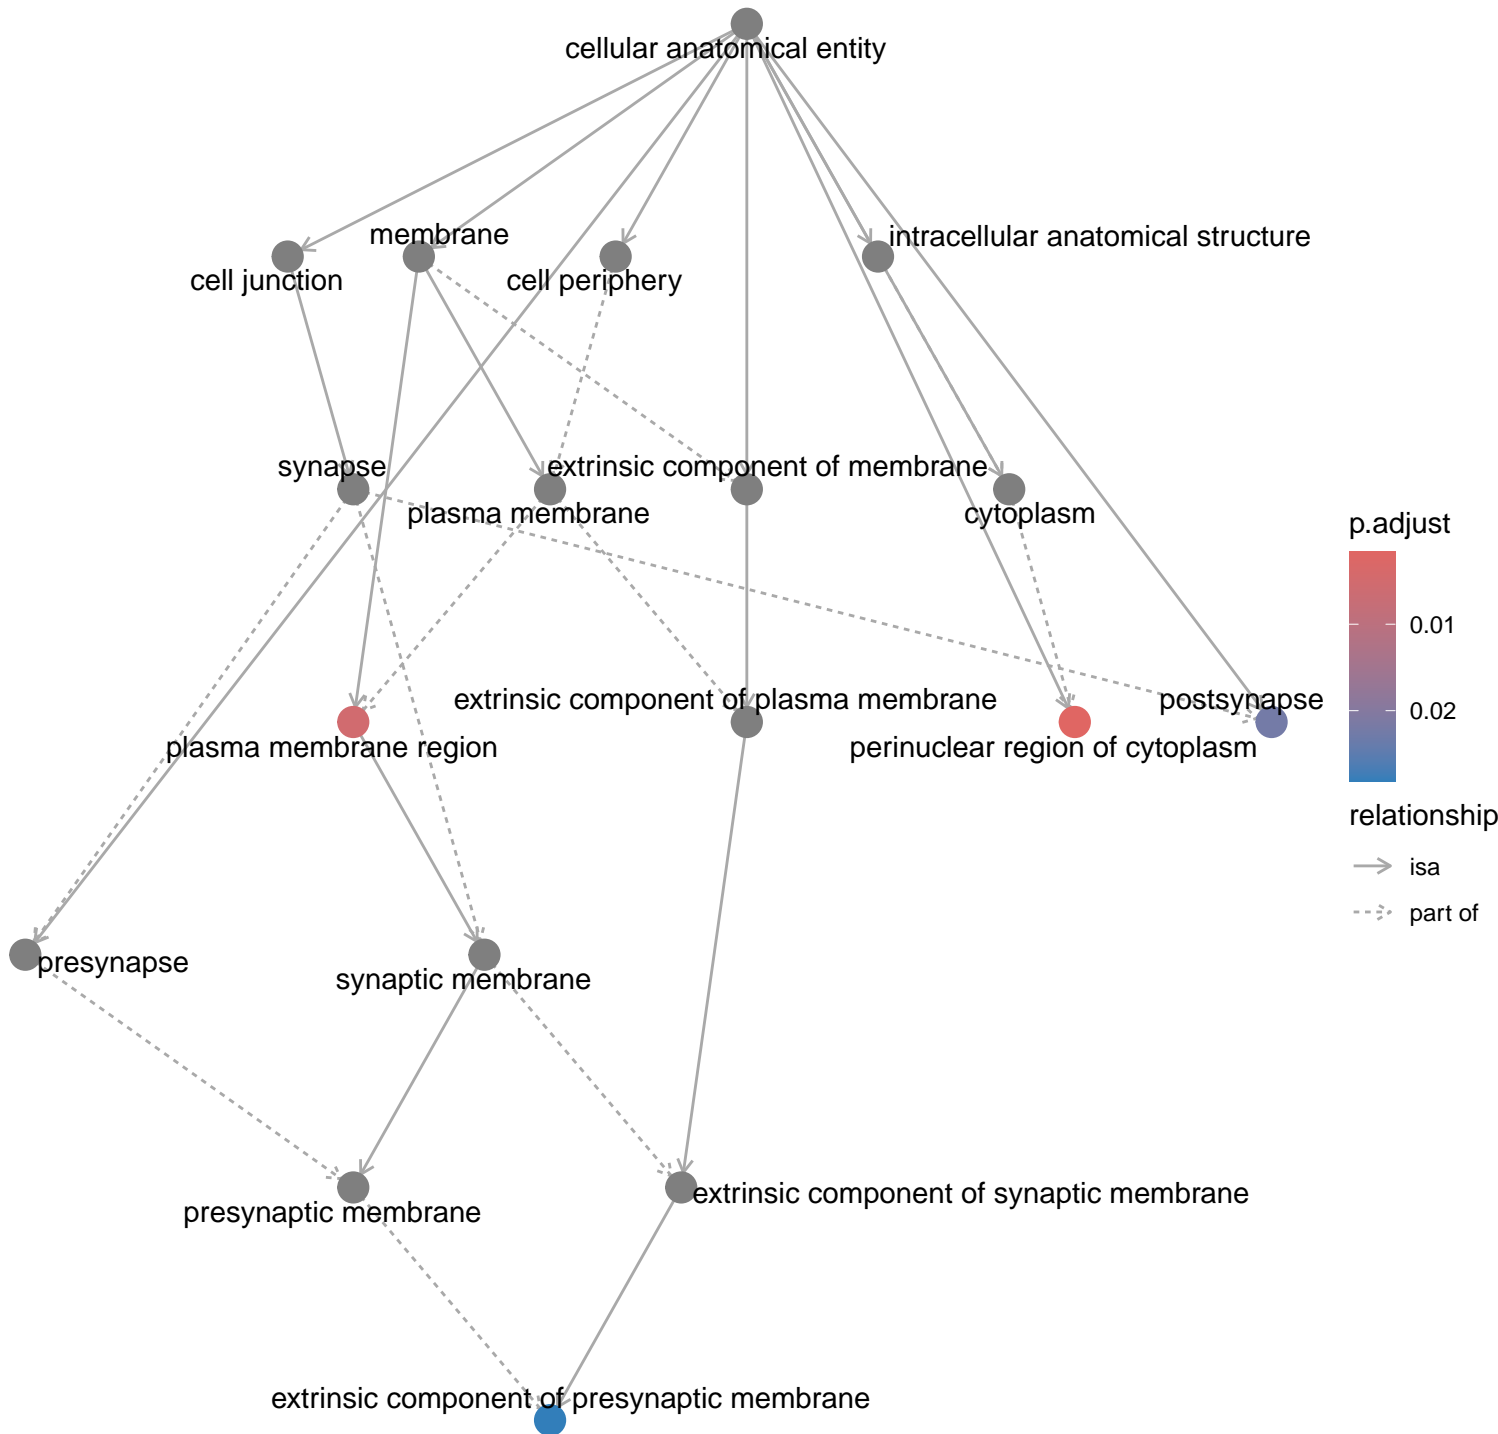 cellular anatomical entity
membrane
intracellular anatomical structure
cell junction
cell periphery
synapse
extrinsic component of membrane
plasma membrane
cytoplasm
p.adjust
0.01
0.02
extrinsic component of plasma membrane
postsynapse
plasma membrane region
perinuclear region of cytoplasm
relationship
isa
part of
presynapse
synaptic membrane
extrinsic component of synaptic membrane
presynaptic membrane
extrinsic component of presynaptic membrane